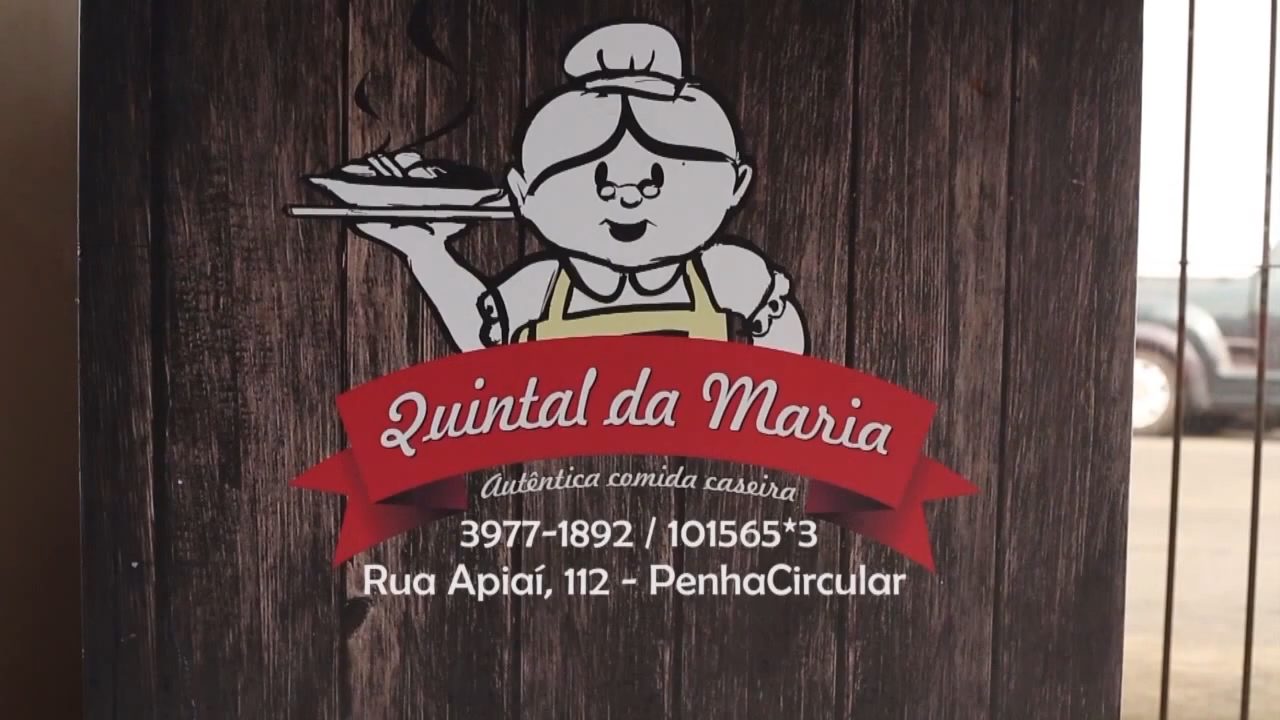 Quintal da Maria
Autêntica comida caseira
3977-1892 / 101565*3
Rua Apiaí, 112 - PenhaCircular